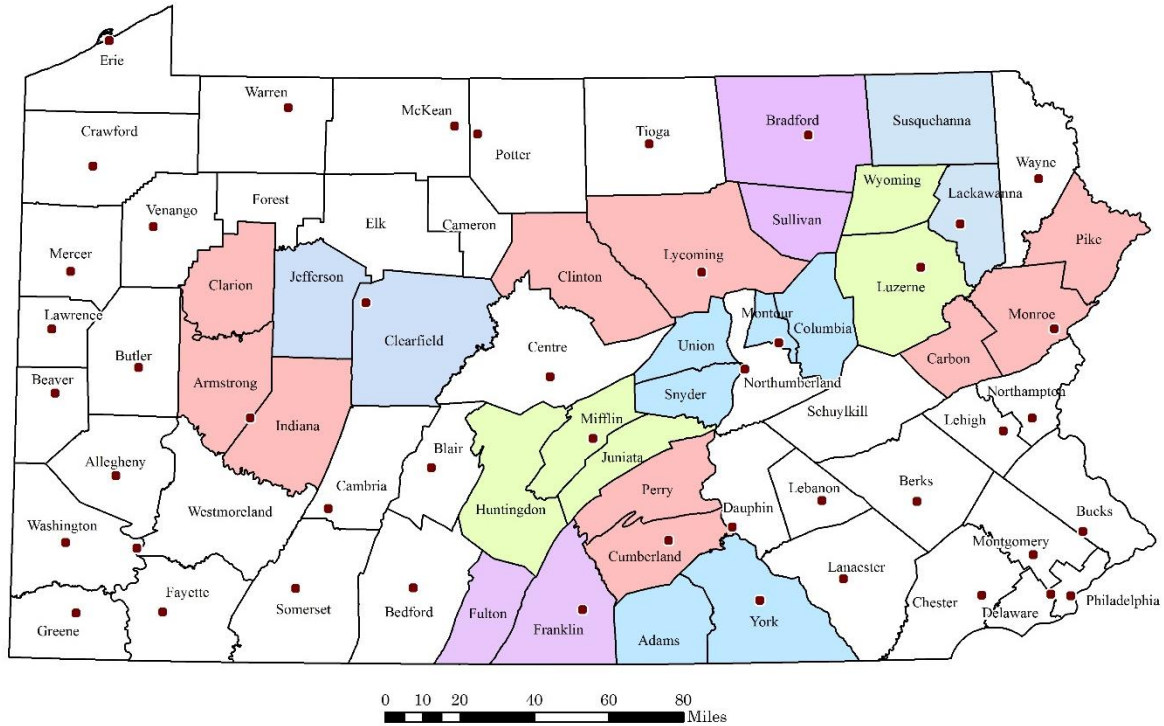 Erie
Warren
McKean
Potter
Tioga
Bradford
Susquchanna
Wayne
Crawford
Forest
Elk
Cameron
Venango
Mercer
Clarion
Jefferson
Clearfield
Clinton
Lycoming
Sullivan
Wyoming
Lackawanna
Pike
Luzerne
Monroe
Carbon
Lawrence
Butler
Beaver
Armstrong
Indiana
Centre
Union
Montour
Columbia
Snyder
Northumberland
Schuylkill
Northampton
Lehigh
Mifflin
Juniata
Allegheny
Westmoreland
Cambria
Blair
Huntingdon
Perry
Dauphin
Lebanon
Berks
Bucks
Washington
Cumberland
Montgomery
Lanaester
Fayette
Somerset
Bedford
Fulton
Franklin
Adams
York
Chester
Delaware
Philadelphia
Greene
0 10 20 40 60 80
Miles